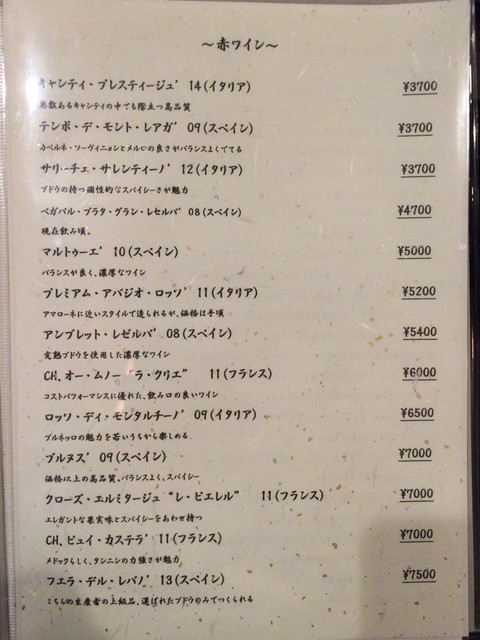 ～赤ワイン～
キャンティ・プレスティージュ'14(イタリア) ¥3700
無数あるキャンティの中でも際立つ高品質
テンポ・デ・モント・レアガ'09(スペイン) ¥3700
カベルネ・ソーヴィニョンとメルロの良さがバランスよくでてる
サリーチェ・サレンティーノ'12(イタリア) ¥3700
ブドウの持つ個性的なスパイシーさが魅力
ベガバル・プラタ・グラン・レセルバ'08(スペイン) ¥4700
現在飲み頃。
マルトゥーエ'10(スペイン) ¥5000
バランスが良く、濃厚なワイン
プレミアム・アパジオ・ロッソ'11(イタリア) ¥5200
アマローネに近いスタイルで造られるが、価格は手頃
アンブレット・レゼルバ'08(スペイン) ¥5400
完熟ブドウを使用した濃厚なワイン
CH.オー・ムノー "ラ・クリエ" 11(フランス) ¥6000
コストパフォーマンスに優れた、飲み口の良いワイン
ロッソ・ディ・モンタルチーノ'09(イタリア) ¥6500
ブルネッロの魅力を若いうちから楽しめる。
ブルヌス'09(スペイン) ¥7000
価格以上の高品質。バランスよく、スパイシー
クローズ・エルミタージュ"レ・ピエレル" 11(フランス) ¥7000
エレガントな果実味とスパイシーをあわせ持つ
CH.ピュイ・カステラ'11(フランス) ¥7000
メドックらしく、タンニンの力強さが魅力
フエラ・デル・レバノ'13(スペイン) ¥7500
こちらの生産者の上級品、選ばれたブドウのみでつくられる